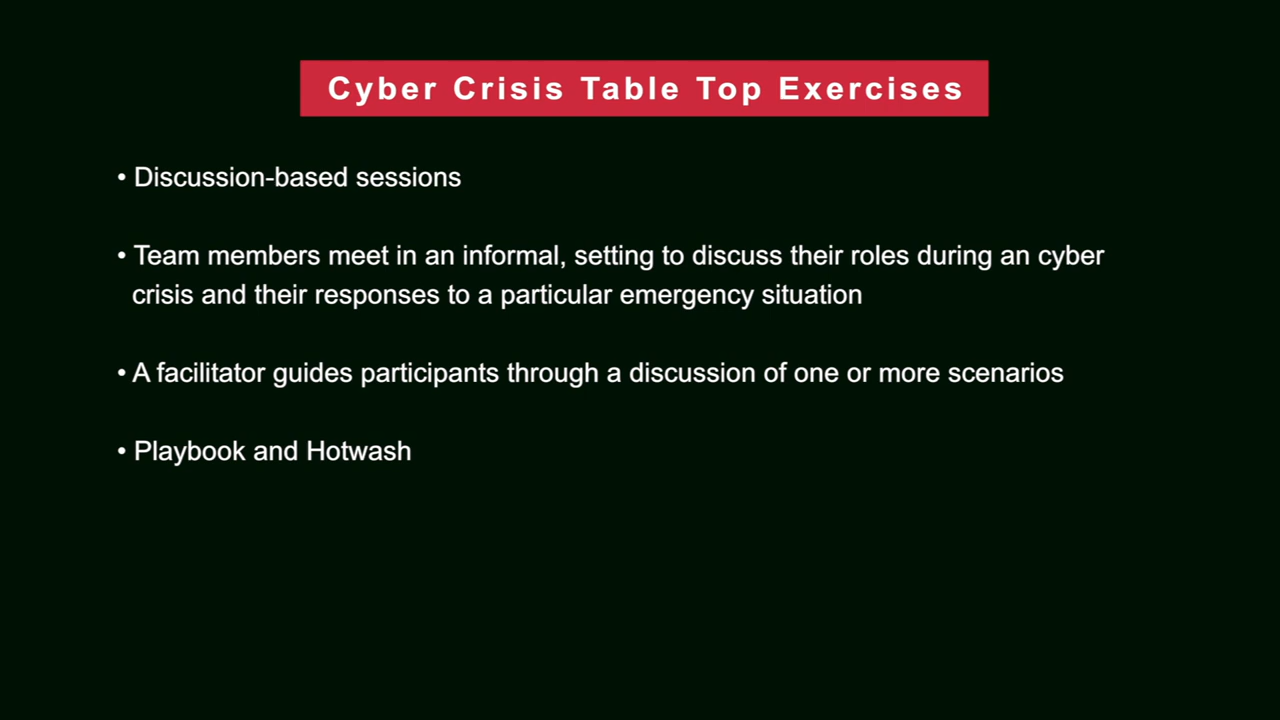 Cyber Crisis Table Top Exercises
• Discussion-based sessions
• Team members meet in an informal, setting to discuss their roles during an cyber
crisis and their responses to a particular emergency situation
• A facilitator guides participants through a discussion of one or more scenarios
• Playbook and Hotwash